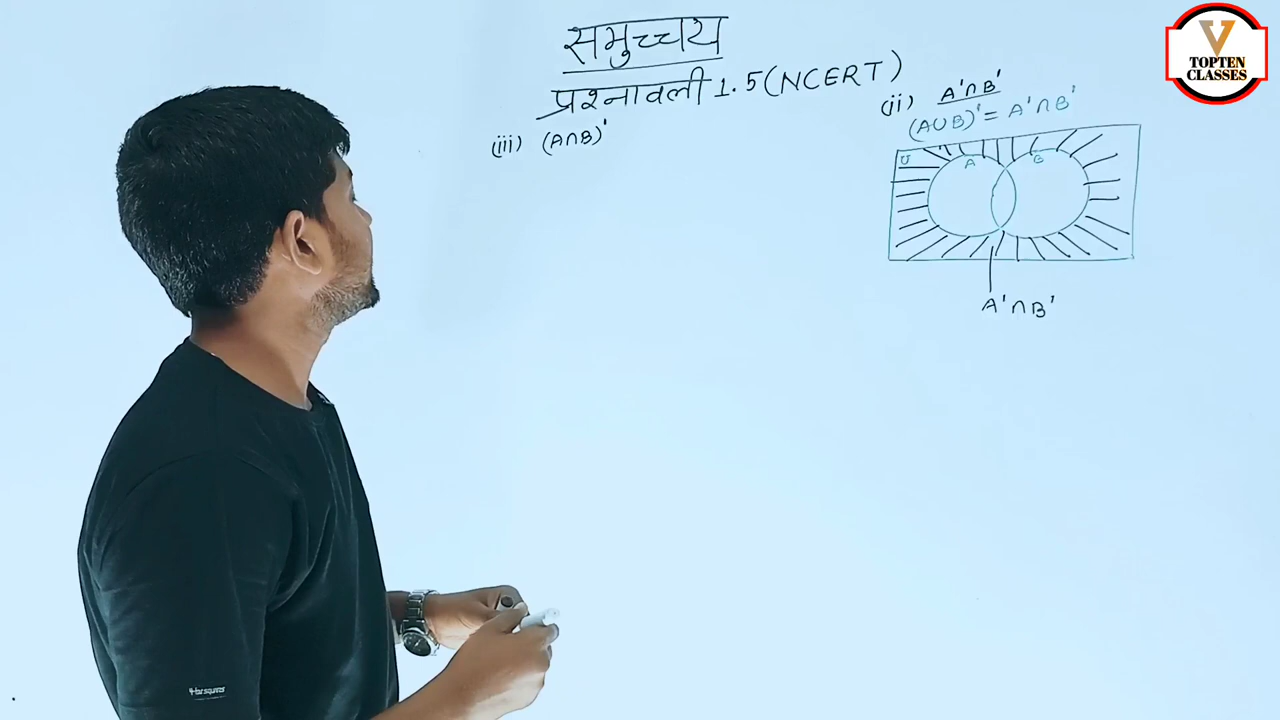 समुच्चय
प्रश्नावली 1.5 (NCERT)
(iii) (A∩B)'
(ii) A'∩B'
(A∪B)' = A'∩B'
U
A
B
A'∩B'
V
TOPTEN
CLASSES